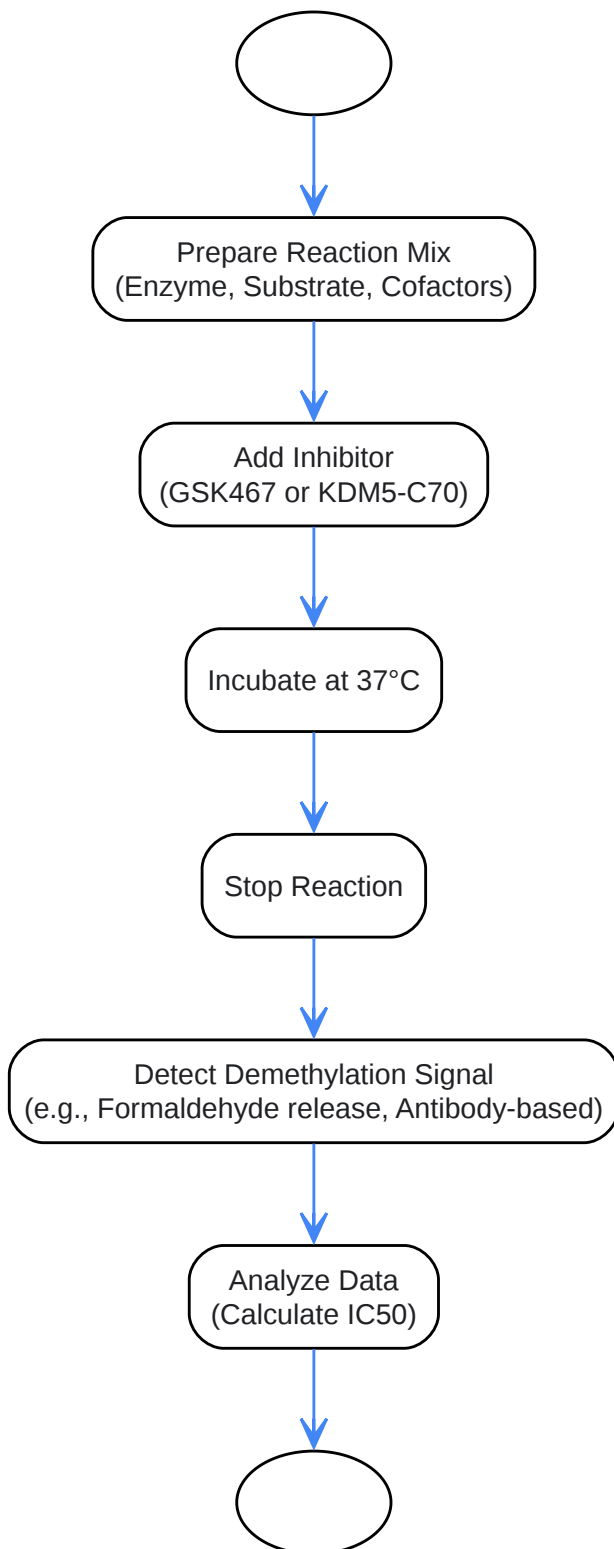 Prepare Reaction Mix
(Enzyme, Substrate, Cofactors)
Add Inhibitor
(GSK467 or KDM5-C70)
Incubate at 37°C
Stop Reaction
Detect Demethylation Signal
(e.g., Formaldehyde release, Antibody-based)
Analyze Data
(Calculate IC50)